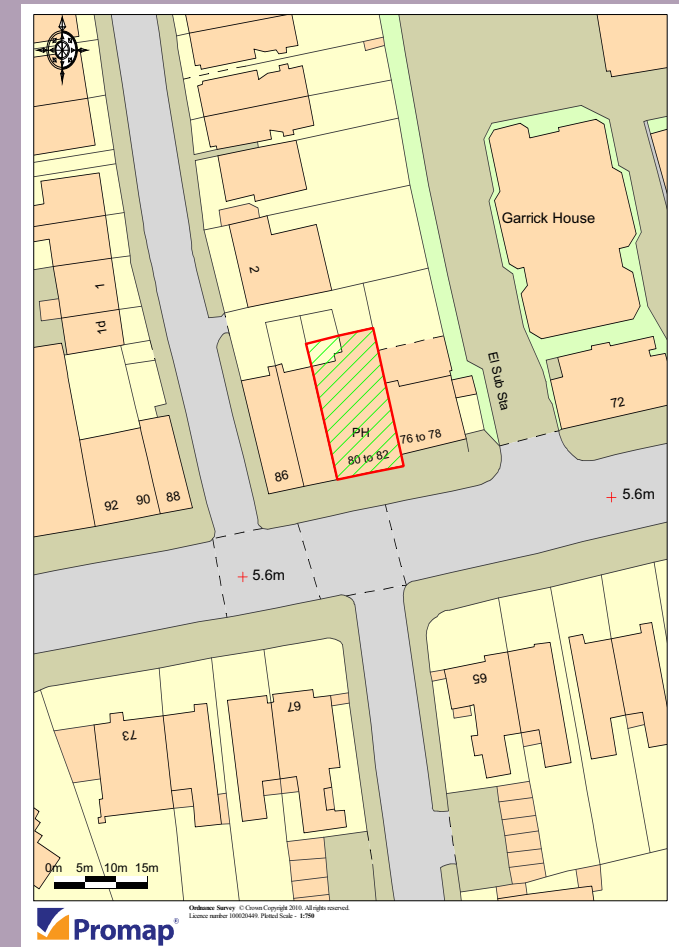 Garrick House
2
1
1d
El Sub Sta
72
PH
76 to 78
80 to 82
86
92
90
88
5.6m
5.6m
65
67
73
0m 5m 10m 15m
Promap®
Ordnance Survey © Crown Copyright 2010. All rights reserved.
Licence number 100020449. Plotted Scale - 1:750